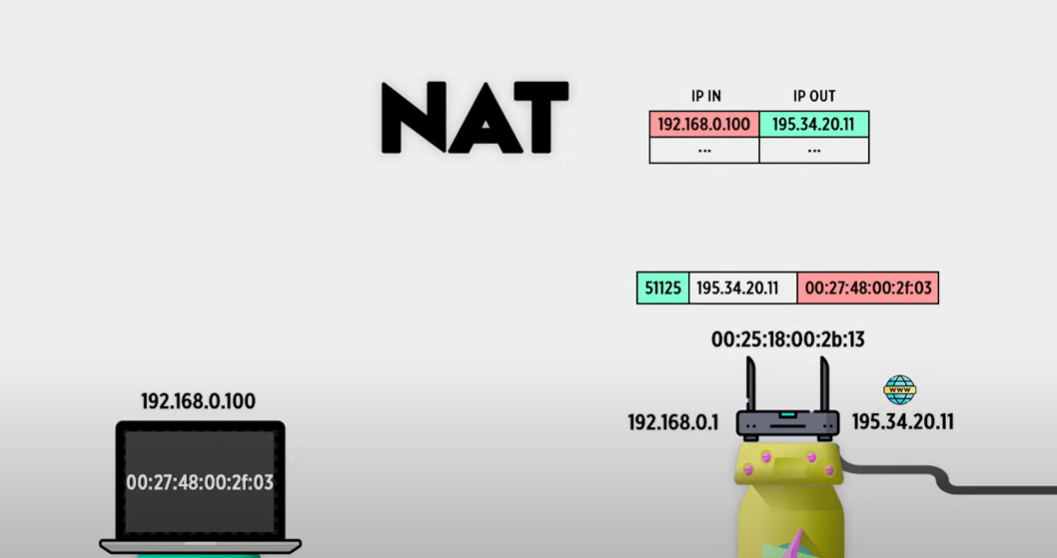 NAT
IP IN IP OUT
192.168.0.100 195.34.20.11
... ...
51125 195.34.20.11 00:27:48:00:2f:03
00:25:18:00:2b:13
WWW
192.168.0.1 195.34.20.11
192.168.0.100
00:27:48:00:2f:03